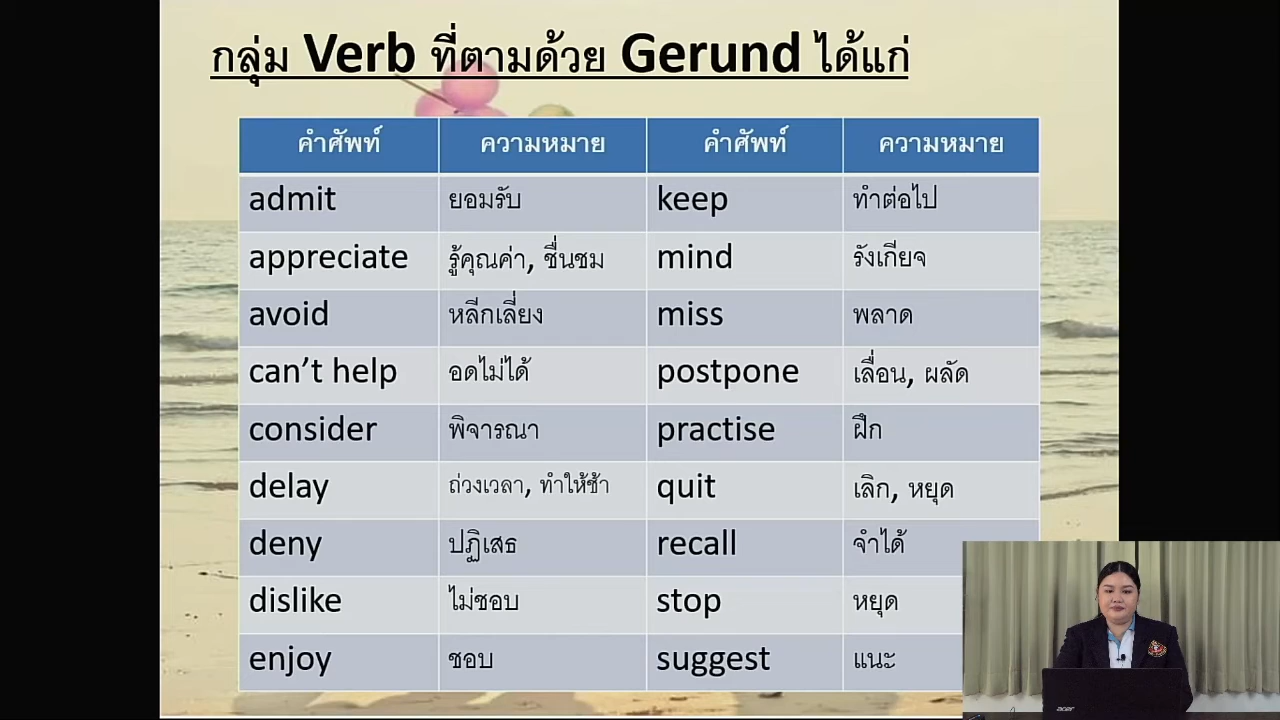 กลุ่ม Verb ที่ตามด้วย Gerund ได้แก่
คำศัพท์ ความหมาย คำศัพท์ ความหมาย
admit ยอมรับ keep ทำต่อไป
appreciate รู้คุณค่า, ชื่นชม mind รังเกียจ
avoid หลีกเลี่ยง miss พลาด
can’t help อดไม่ได้ postpone เลื่อน, ผลัด
consider พิจารณา practise ฝึก
delay ถ่วงเวลา, ทำให้ช้า quit เลิก, หยุด
deny ปฏิเสธ recall จำได้
dislike ไม่ชอบ stop หยุด
enjoy ชอบ suggest แนะ
acer